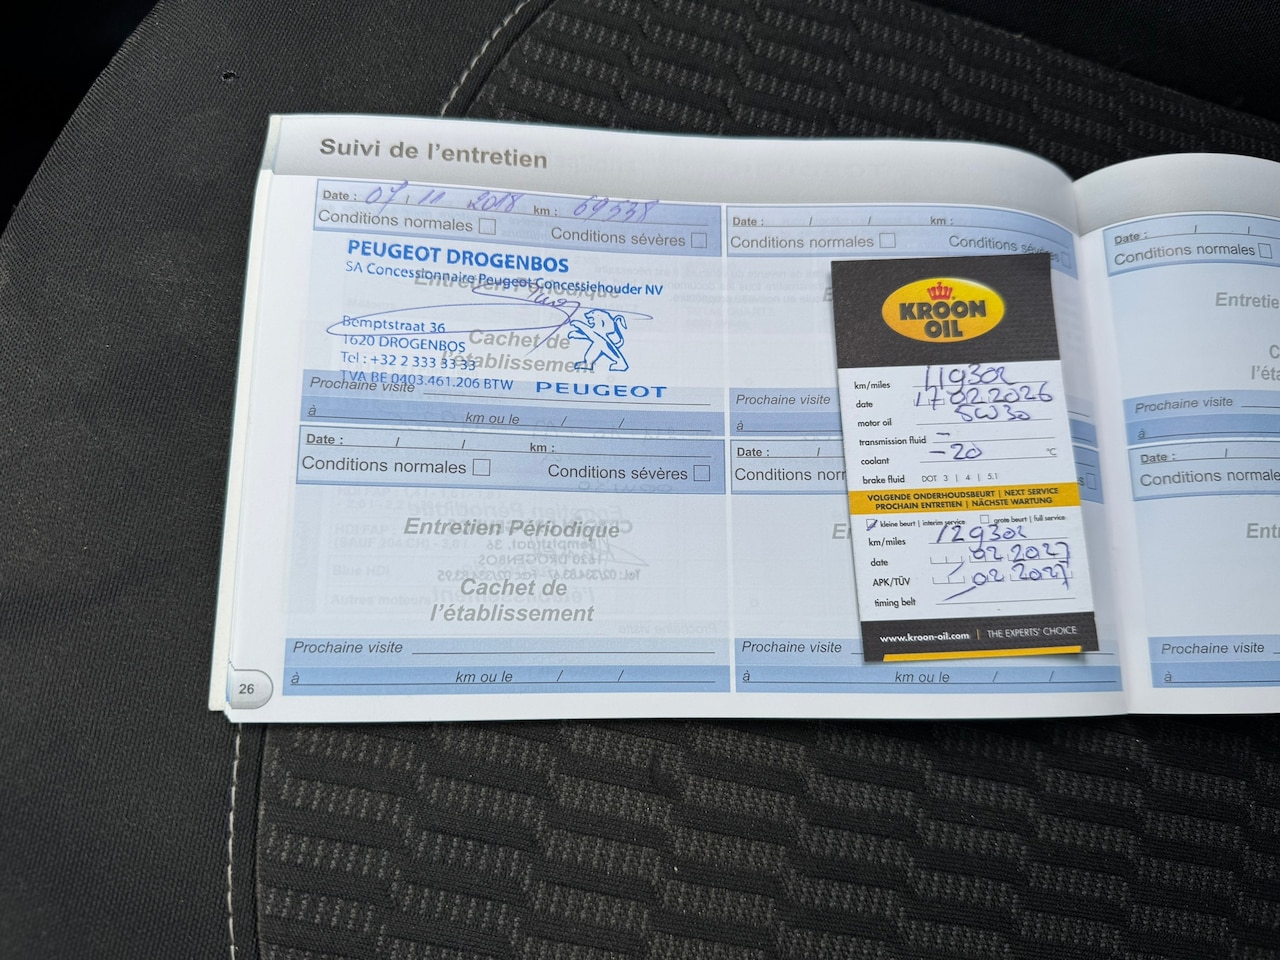 Suivi de l'entretien
Date : 07 / 11 2018 km : 69538
Conditions normales
Conditions sévères
PEUGEOT DROGENBOS
SA Concessionnaire Peugeot Concessiehouder NV
Entretien Périodique
Bemptstraat 36
1620 DROGENBOS
Tel : +32 2 333 33 33
TVA BE 0403.461.206 BTW
Cachet de
l'établissement
PEUGEOT
Prochaine visite
à km ou le / /
Date : / / km :
Conditions normales
Conditions sévères
Entretien Périodique
Cachet de
l'établissement
Prochaine visite
à km ou le / /
26
Date : / / km :
Conditions normales
Conditions sévères
Prochaine visite
à
Date :
Conditions
Prochaine visite
à km ou le / /
KROON
OIL
km/miles 119302
date 17 02 2026
motor oil 5W30
transmission fluid -
coolant -20 °C
brake fluid DOT 3 | 4 | 5.1
VOLGENDE ONDERHOUDSBEURT | NEXT SERVICE
PROCHAIN ENTRETIEN | NÄCHSTE WARTUNG
kleine beurt | interim service grote beurt | full service
km/miles 129302
date 02 2027
APK/TÜV 02 2027
timing belt
www.kroon-oil.com | THE EXPERTS' CHOICE
Date : / /
Conditions normales
Prochaine visite
à
Date : /
Conditions normales
Prochaine visite
à